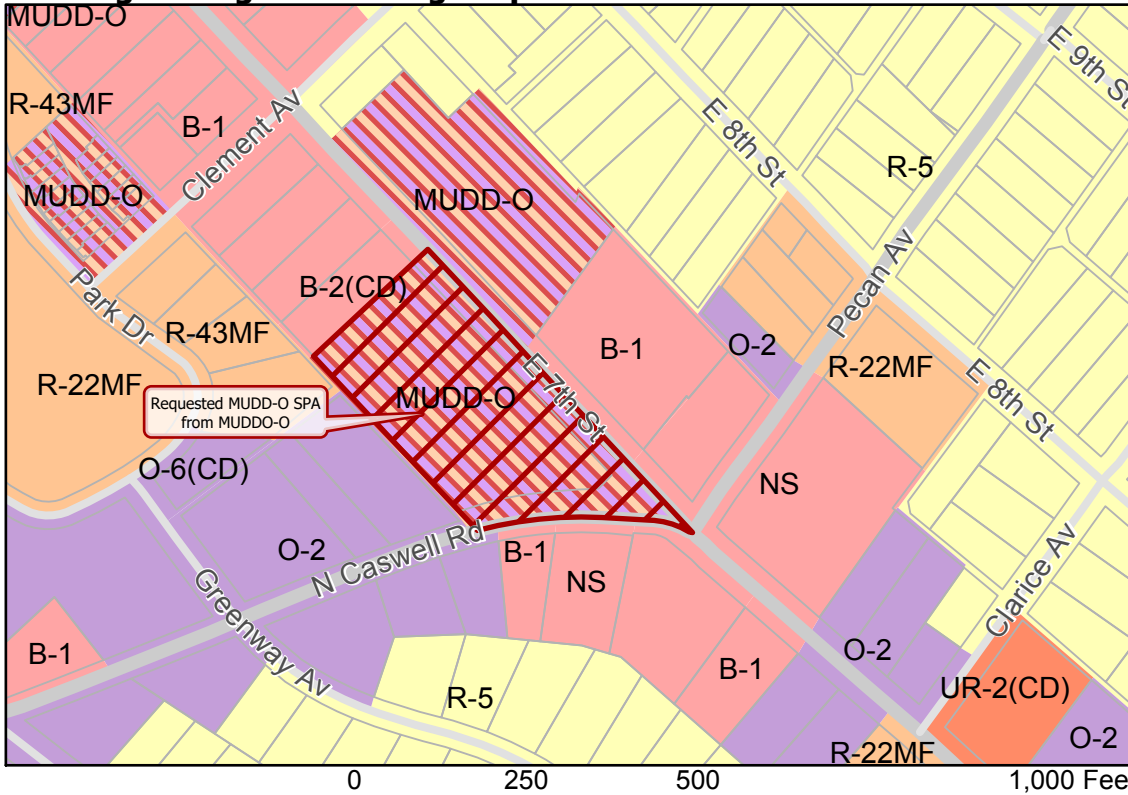 MUDD-O
R-43MF
B-1
Clement Av
MUDD-O
MUDD-O
E 8th St
E 9th St
R-5
Park Dr
B-2(CD)
R-43MF
R-22MF
Pecan Av
B-1
O-2
R-22MF
E 7th St
MUDD-O
Requested MUDD-O SPA
from MUDDO-O
E 8th St
O-6(CD)
NS
O-2
N Caswell Rd
B-1
NS
Greenway Av
Clarice Av
B-1
O-2
B-1
R-5
UR-2(CD)
R-22MF
O-2
0 250 500 1,000 Fee